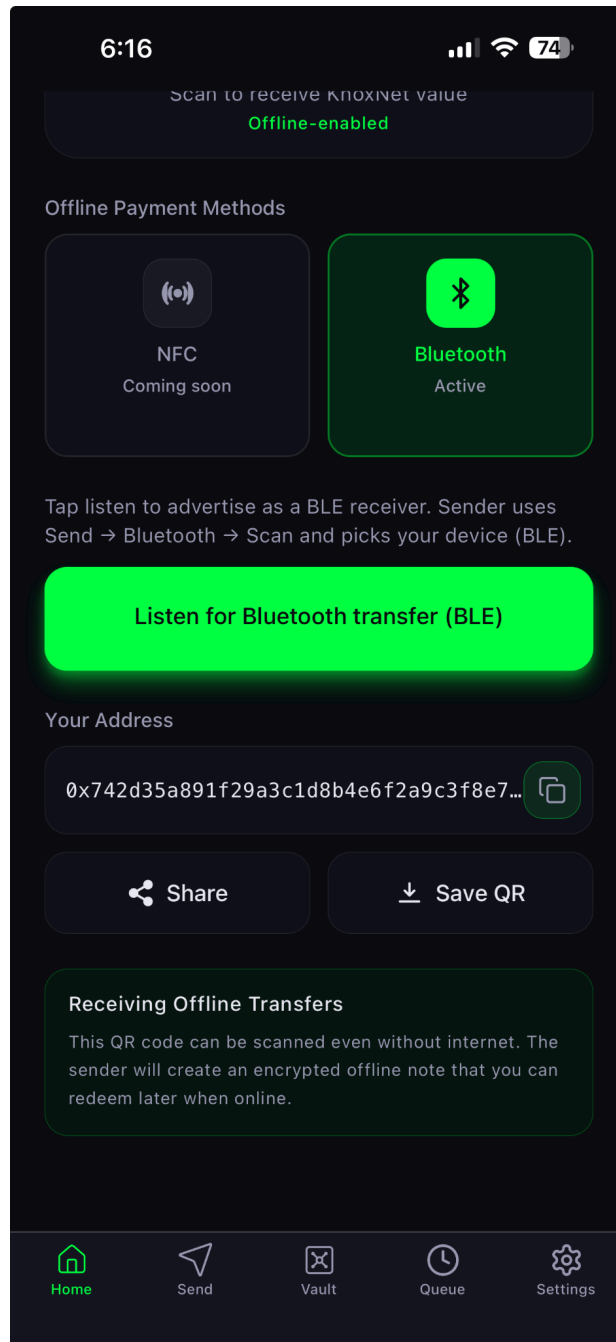 6:16
74
Scan to receive KnoxNet value
Offline-enabled
Offline Payment Methods
NFC
Coming soon
Bluetooth
Active
Tap listen to advertise as a BLE receiver. Sender uses
Send → Bluetooth → Scan and picks your device (BLE).
Listen for Bluetooth transfer (BLE)
Your Address
0x742d35a891f29a3c1d8b4e6f2a9c3f8e7…
Share
Save QR
Receiving Offline Transfers
This QR code can be scanned even without internet. The
sender will create an encrypted offline note that you can
redeem later when online.
Home
Send
Vault
Queue
Settings